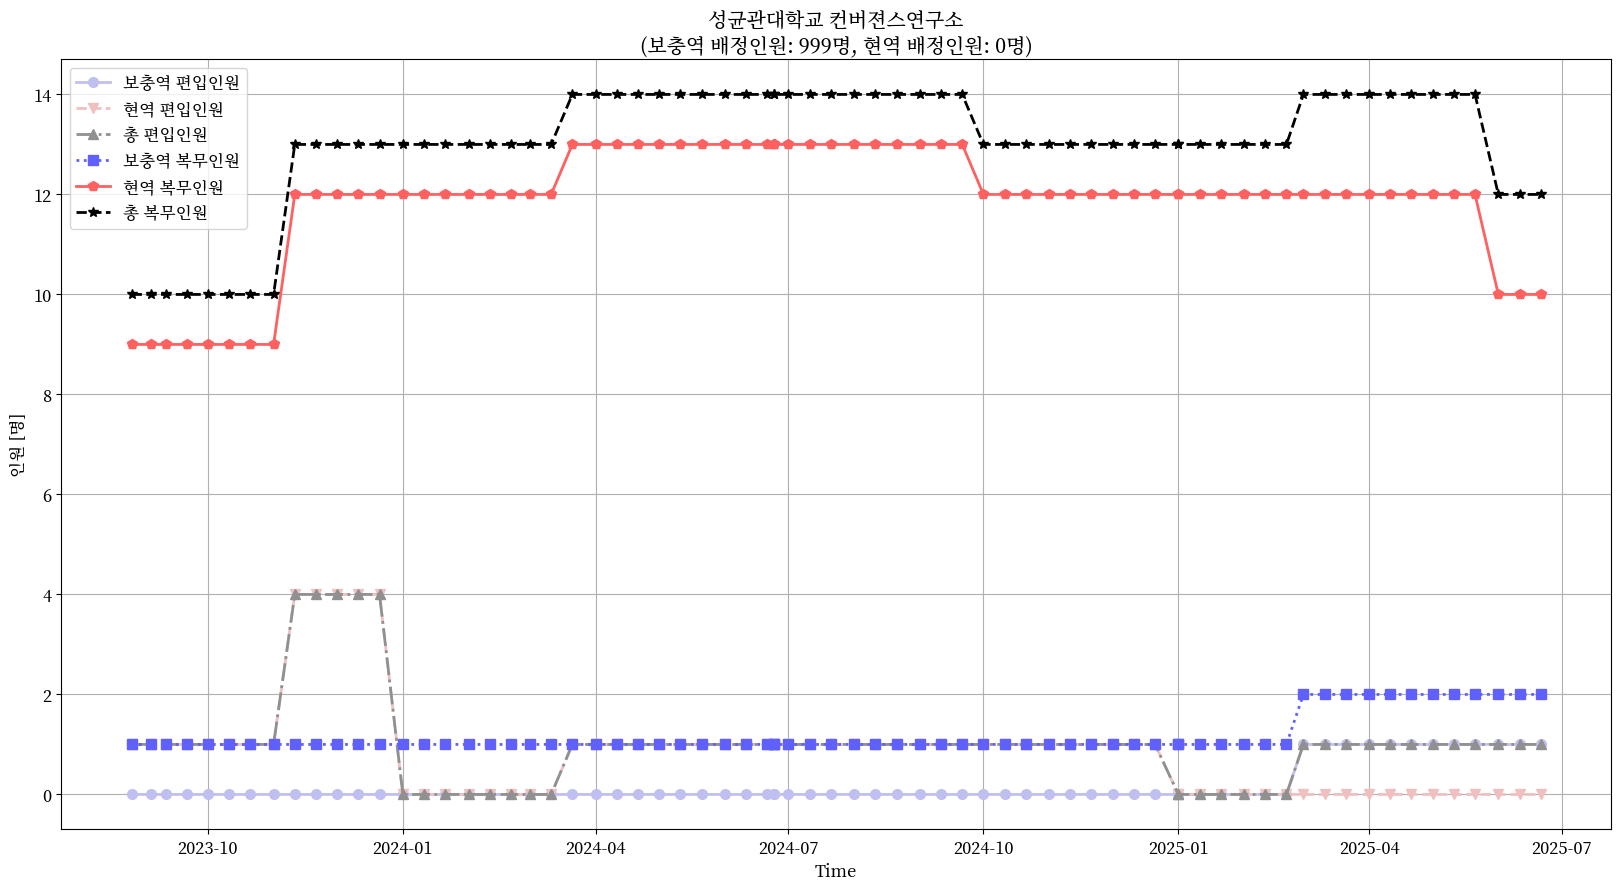 성균관대학교 컨버젼스연구소
(보충역 배정인원: 999명, 현역 배정인원: 0명)
보충역 편입인원
현역 편입인원
총 편입인원
보충역 복무인원
현역 복무인원
총 복무인원
인원 [명]
14
12
10
8
6
4
2
0
2023-10
2024-01
2024-04
2024-07
2024-10
2025-01
2025-04
2025-07
Time